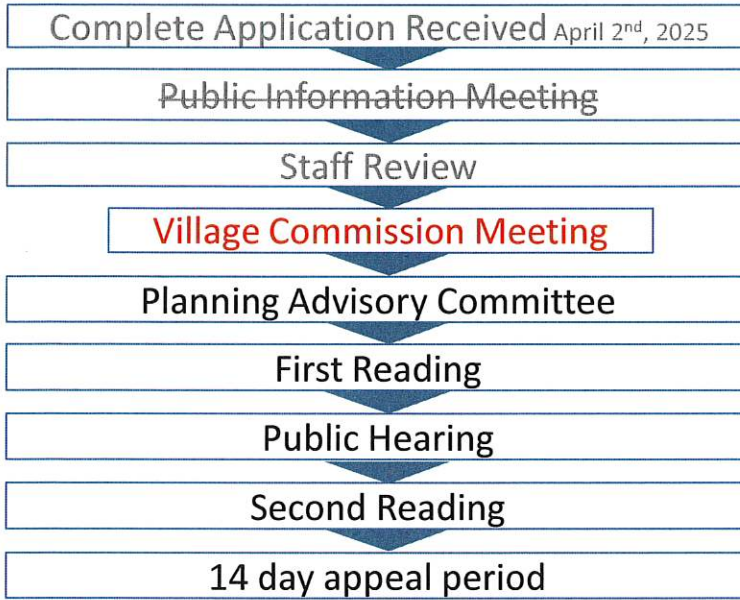 Complete Application Received April 2nd, 2025
Public Information Meeting
Staff Review
Village Commission Meeting
Planning Advisory Committee
First Reading
Public Hearing
Second Reading
14 day appeal period